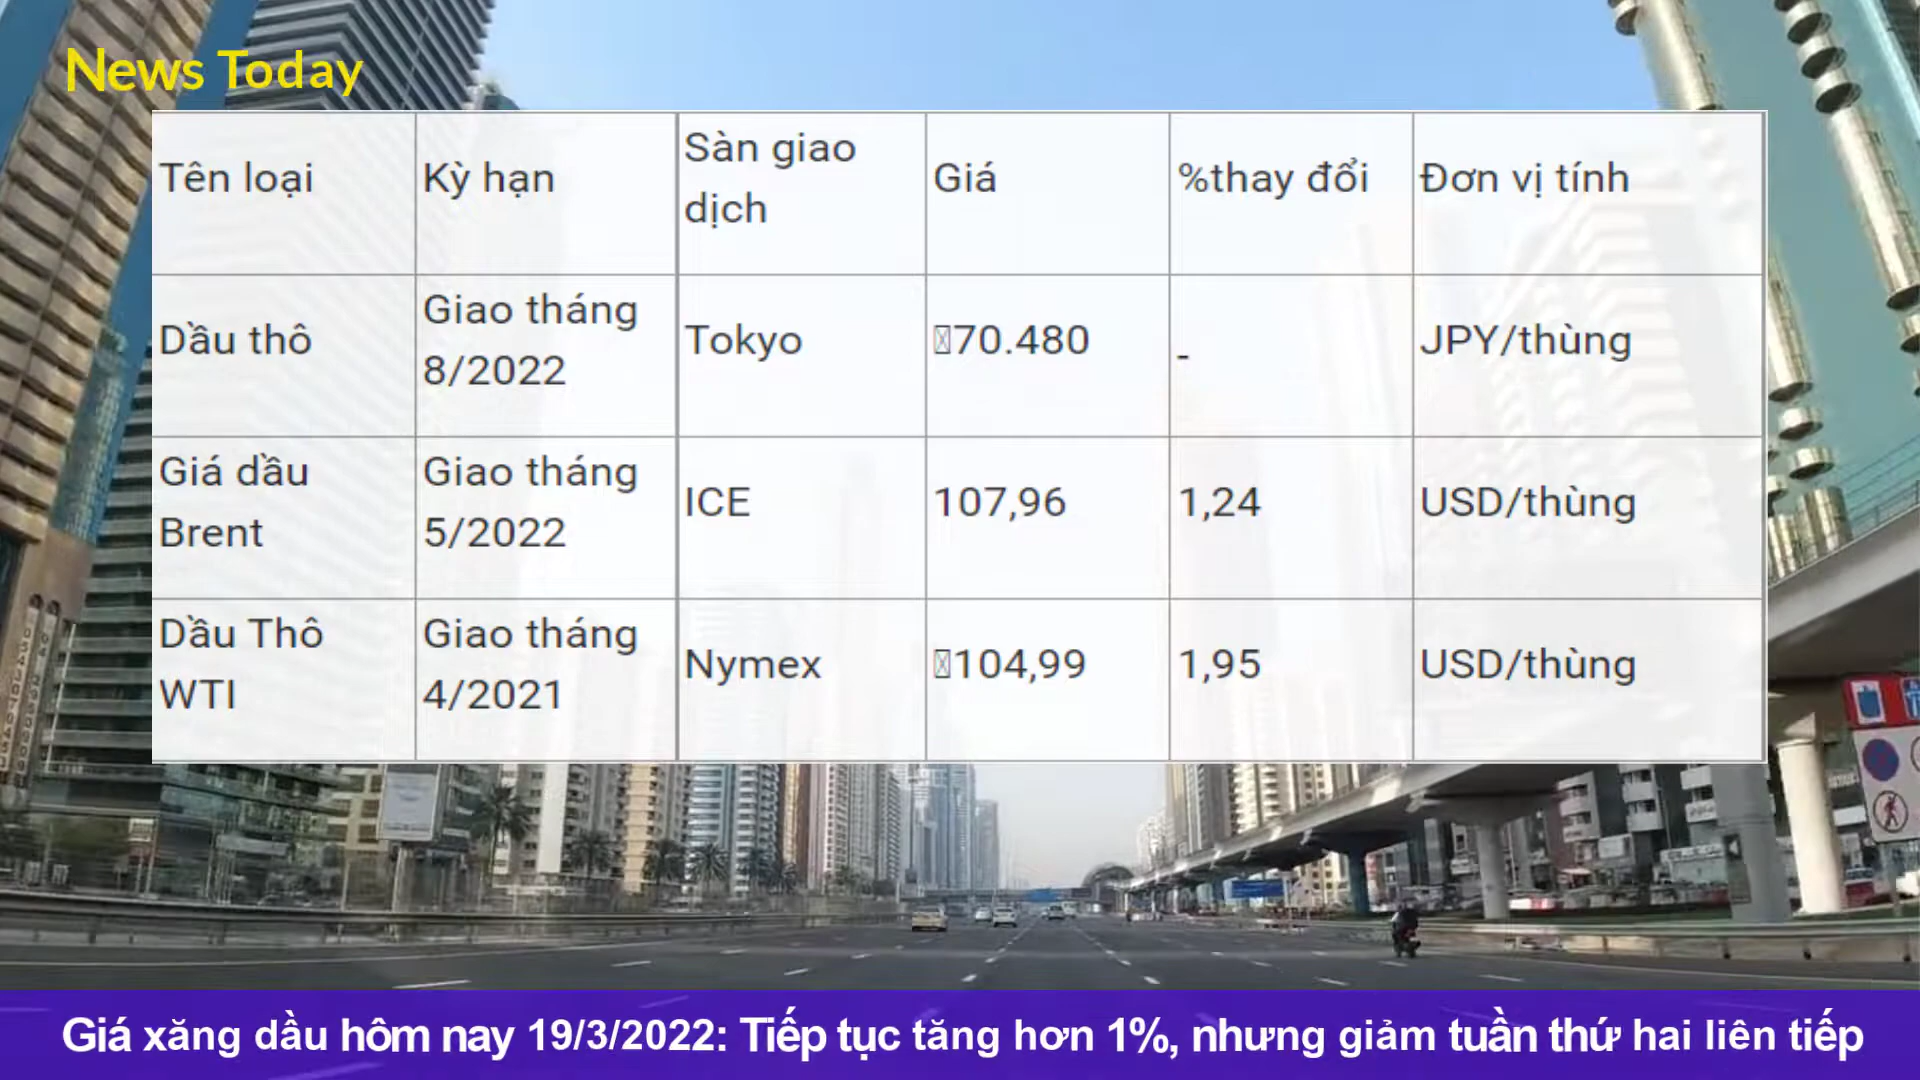 News Today
Tên loại
Kỳ hạn
Sàn giao
dịch
Giá
%thay đổi
Đơn vị tính
Dầu thô
Giao tháng
8/2022
Tokyo
70.480
-
JPY/thùng
Giá dầu
Brent
Giao tháng
5/2022
ICE
107,96
1,24
USD/thùng
Dầu Thô
WTI
Giao tháng
4/2021
Nymex
104,99
1,95
USD/thùng
Giá xăng dầu hôm nay 19/3/2022: Tiếp tục tăng hơn 1%, nhưng giảm tuần thứ hai liên tiếp